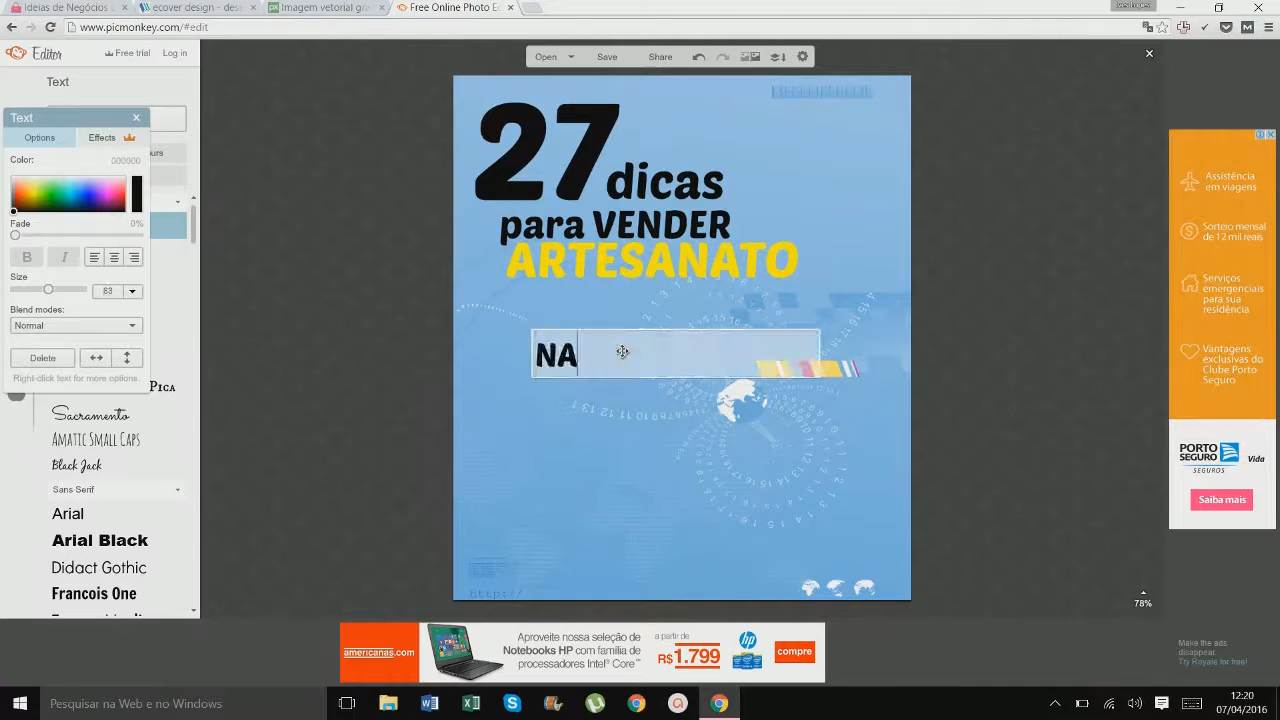 Ideias de Negócios
ecover design - des
Imagem vetorial gra
Free Online Photo E
www.picmonkey.com/#edit
Editor
Free trial
Log in
Open
Save
Share
Text
Text
Options
Effects
ours
Color:
000000
Fade
0%
B
I
Size
83
Blend modes:
Normal
Delete
Right-click text for more options.
Pica
Sacramento
Amatic Small Caps
Black Jack
Sans Serif
Arial
Arial Black
Didact Gothic
Francois One
27 dicas
para VENDER
ARTESANATO
NA
http://
78%
Assistência
em viagens
Sorteio mensal
de 12 mil reais
Serviços
emergenciais
para sua
residência
Vantagens
exclusivas
do Clube Porto
Seguro
PORTO
SEGURO
SEGUROS
Vida
Saiba mais
americanas.com
Aproveite nossa seleção de
Notebooks HP com família de
processadores Intel® Core™
a partir de
R$1.799
hp
compre
Make the ads
disappear.
Try Royale for free!
Pesquisar na Web e no Windows
12:20
07/04/2016